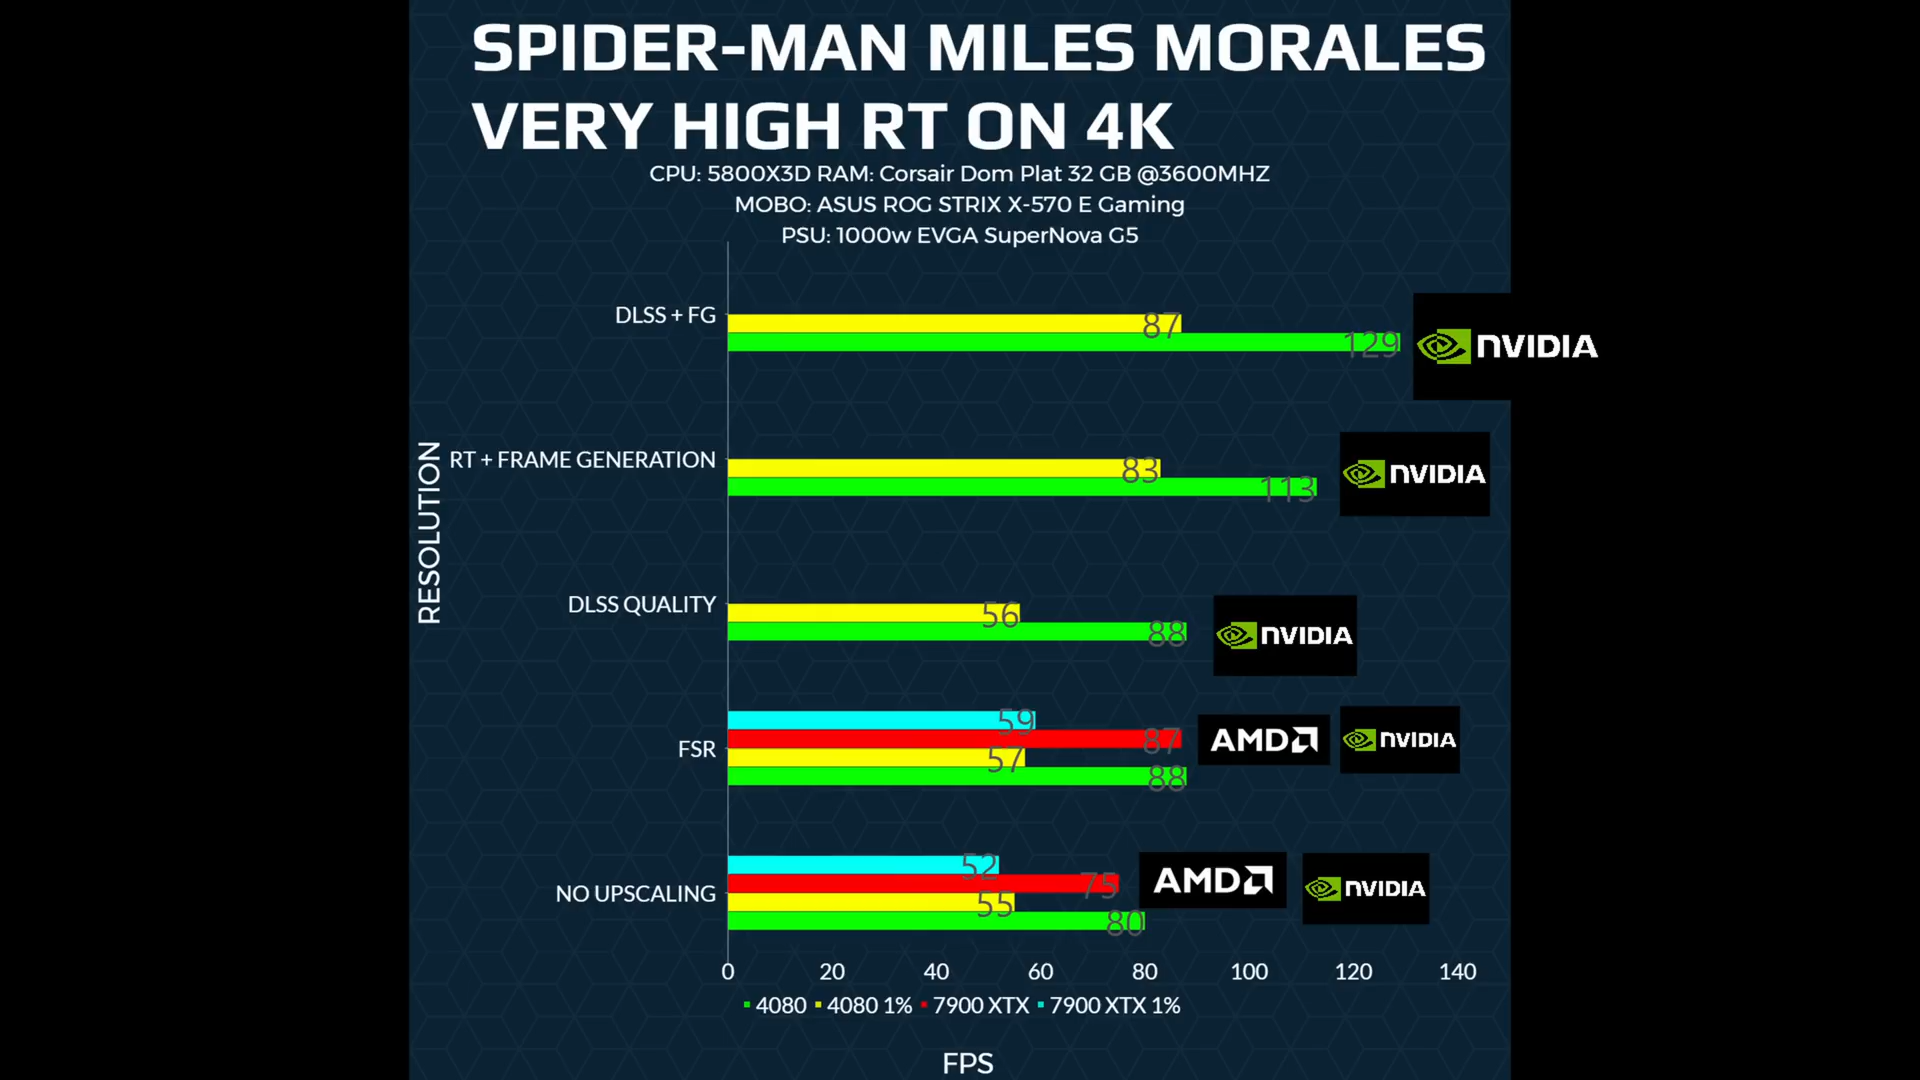 SPIDER-MAN MILES MORALES
VERY HIGH RT ON 4K
CPU: 5800X3D RAM: Corsair Dom Plat 32 GB @3600MHZ
MOBO: ASUS ROG STRIX X-570 E Gaming
PSU: 1000w EVGA SuperNova G5
RESOLUTION
DLSS + FG
87
129
NVIDIA
RT + FRAME GENERATION
83
113
NVIDIA
DLSS QUALITY
56
88
NVIDIA
FSR
59
87
57
88
AMD NVIDIA
NO UPSCALING
52
75
55
80
AMD NVIDIA
0 20 40 60 80 100 120 140
4080 4080 1% 7900 XTX 7900 XTX 1%
FPS